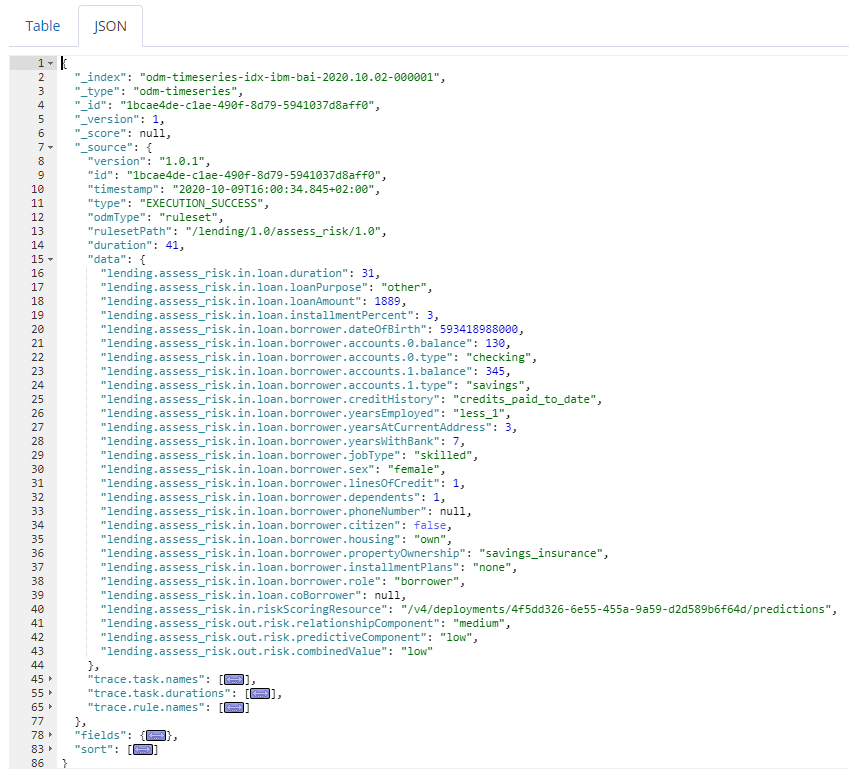 Table JSON
1 {
2 "_index": "odm-timeseries-idx-ibm-bai-2020.10.02-000001",
3 "_type": "odm-timeseries",
4 "_id": "1bcae4de-c1ae-490f-8d79-5941037d8aff0",
5 "_version": 1,
6 "_score": null,
7 "_source": {
8 "version": "1.0.1",
9 "id": "1bcae4de-c1ae-490f-8d79-5941037d8aff0",
10 "timestamp": "2020-10-09T16:00:34.845+02:00",
11 "type": "EXECUTION_SUCCESS",
12 "odmType": "ruleset",
13 "rulesetPath": "/lending/1.0/assess_risk/1.0",
14 "duration": 41,
15 "data": {
16 "lending.assess_risk.in.loan.duration": 31,
17 "lending.assess_risk.in.loan.loanPurpose": "other",
18 "lending.assess_risk.in.loan.loanAmount": 1889,
19 "lending.assess_risk.in.loan.installmentPercent": 3,
20 "lending.assess_risk.in.loan.borrower.dateOfBirth": 593418988000,
21 "lending.assess_risk.in.loan.borrower.accounts.0.balance": 130,
22 "lending.assess_risk.in.loan.borrower.accounts.0.type": "checking",
23 "lending.assess_risk.in.loan.borrower.accounts.1.balance": 345,
24 "lending.assess_risk.in.loan.borrower.accounts.1.type": "savings",
25 "lending.assess_risk.in.loan.borrower.creditHistory": "credits_paid_to_date",
26 "lending.assess_risk.in.loan.borrower.yearsEmployed": "less_1",
27 "lending.assess_risk.in.loan.borrower.yearsAtCurrentAddress": 3,
28 "lending.assess_risk.in.loan.borrower.yearsWithBank": 7,
29 "lending.assess_risk.in.loan.borrower.jobType": "skilled",
30 "lending.assess_risk.in.loan.borrower.sex": "female",
31 "lending.assess_risk.in.loan.borrower.linesOfCredit": 1,
32 "lending.assess_risk.in.loan.borrower.dependents": 1,
33 "lending.assess_risk.in.loan.borrower.phoneNumber": null,
34 "lending.assess_risk.in.loan.borrower.citizen": false,
35 "lending.assess_risk.in.loan.borrower.housing": "own",
36 "lending.assess_risk.in.loan.borrower.propertyOwnership": "savings_insurance",
37 "lending.assess_risk.in.loan.borrower.installmentPlans": "none",
38 "lending.assess_risk.in.loan.borrower.role": "borrower",
39 "lending.assess_risk.in.loan.coBorrower": null,
40 "lending.assess_risk.in.riskScoringResource": "/v4/deployments/4f5dd326-6e55-455a-9a59-d2d589b6f64d/predictions",
41 "lending.assess_risk.out.risk.relationshipComponent": "medium",
42 "lending.assess_risk.out.risk.predictiveComponent": "low",
43 "lending.assess_risk.out.risk.combinedValue": "low"
44 },
45 "trace.task.names": [],
55 "trace.task.durations": [],
65 "trace.rule.names": []
77 },
78 "fields": {},
83 "sort": []
86 }